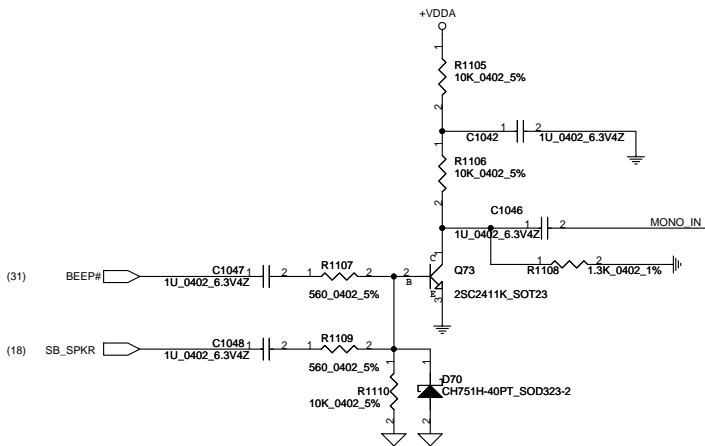 +VDDA
1
R1105
10K_0402_5%
2
C1042
1
2
1U_0402_6.3V4Z
1
R1106
10K_0402_5%
2
C1046
1
2
1U_0402_6.3V4Z
MONO_IN
1
2
R1108
1.3K_0402_1%
1
C
Q73
2
B
E
3
2SC2411K_SOT23
(31)
BEEP#
C1047
1
2
1U_0402_6.3V4Z
R1107
1
2
560_0402_5%
(18)
SB_SPKR
C1048
1
2
1U_0402_6.3V4Z
R1109
1
2
560_0402_5%
1
R1110
10K_0402_5%
2
1
D70
CH751H-40PT_SOD323-2
2